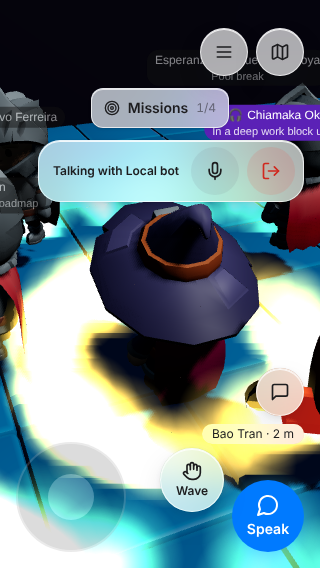 Pool break
Missions 1/4
Chiamaka Ok
In a deep work block u
vo Ferreira
Talking with Local bot
oadmap
Bao Tran · 2 m
Wave
Speak